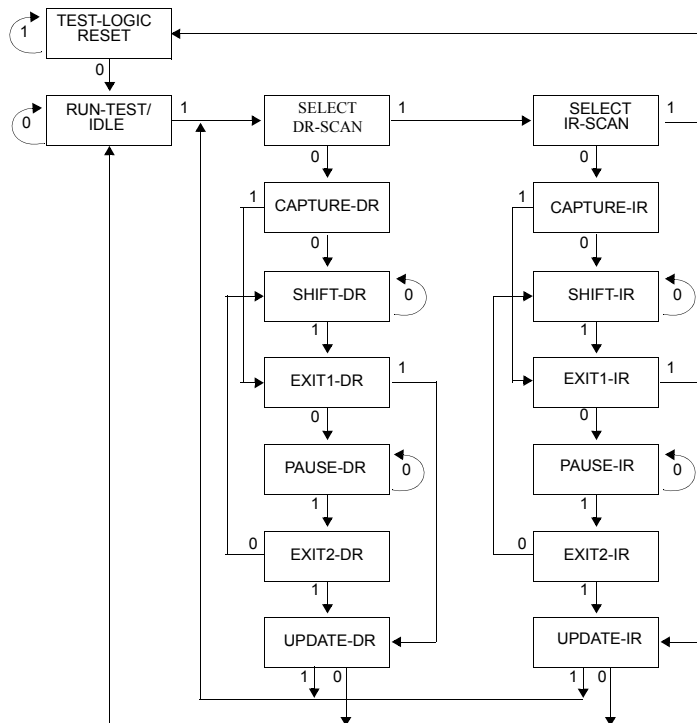 TEST-LOGIC
RESET
1
0
RUN-TEST/
IDLE
0
1
SELECT
DR-SCAN
1
SELECT
IR-SCAN
1
0
0
1
CAPTURE-DR
1
CAPTURE-IR
0
0
SHIFT-DR
0
SHIFT-IR
0
1
1
EXIT1-DR
1
EXIT1-IR
1
0
0
PAUSE-DR
0
PAUSE-IR
0
1
1
0
EXIT2-DR
0
EXIT2-IR
1
1
UPDATE-DR
UPDATE-IR
1
0
1
0